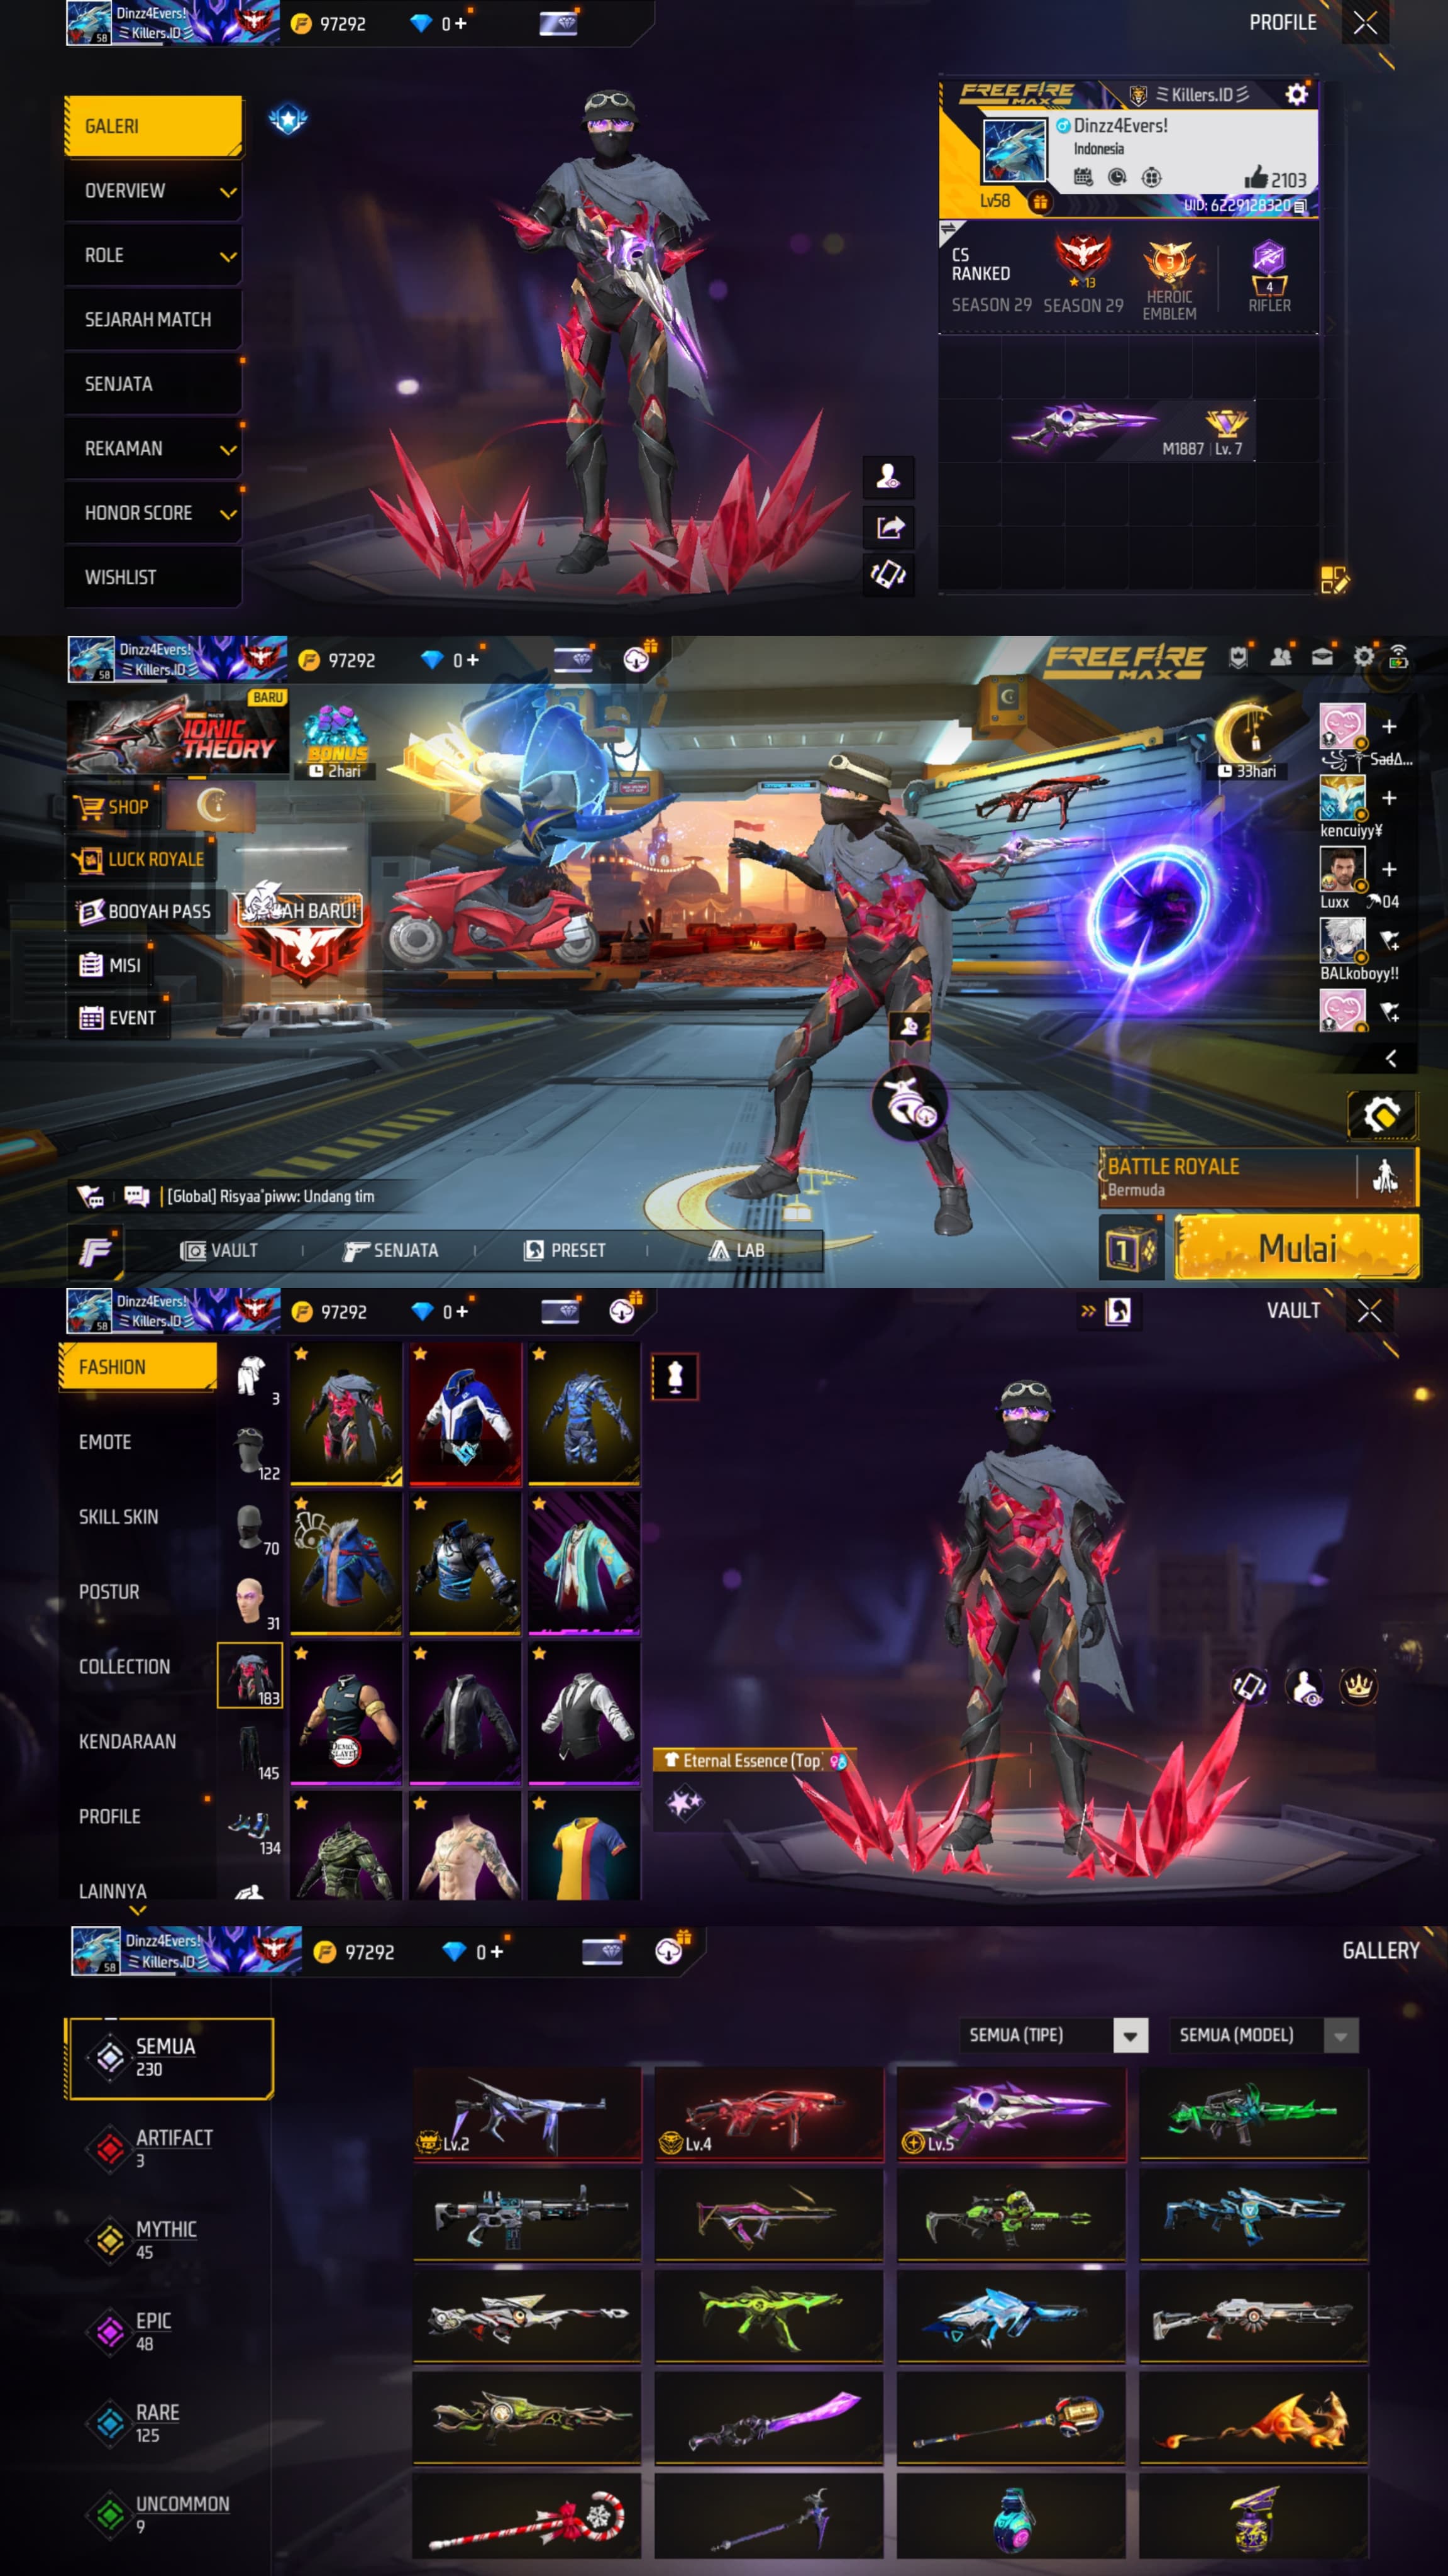 Dinzz4Evers!
Killers.ID
58
97292
0 +
PROFILE
GALERI
OVERVIEW
ROLE
SEJARAH MATCH
SENJATA
REKAMAN
HONOR SCORE
WISHLIST
FREE FIRE
MAX
Killers.ID
Dinzz4Evers!
Indonesia
2103
Lv58
UID: 6229128320
CS
RANKED
SEASON 29
13
SEASON 29
3
HEROIC
EMBLEM
4
RIFLER
M1887 | Lv. 7
Dinzz4Evers!
Killers.ID
58
97292
0 +
FREE FIRE
MAX
BARU
IONIC
THEORY
BONUS
2hari
33hari
SHOP
LUCK ROYALE
BOOYAH PASS
AH BARU!
MISI
EVENT
SadΔ...
kencuiyy¥
Luxx
04
BALkoboyy!!
BATTLE ROYALE
Bermuda
[Global] Risyaa'piww: Undang tim
VAULT
SENJATA
PRESET
LAB
1
Mulai
Dinzz4Evers!
Killers.ID
58
97292
0 +
VAULT
FASHION
EMOTE
SKILL SKIN
POSTUR
COLLECTION
KENDARAAN
PROFILE
LAINNYA
3
122
70
31
183
145
134
DEMON
SLAYER
Eternal Essence (Top
Dinzz4Evers!
Killers.ID
58
97292
0 +
GALLERY
SEMUA
230
ARTIFACT
3
MYTHIC
45
EPIC
48
RARE
125
UNCOMMON
9
SEMUA (TIPE)
SEMUA (MODEL)
Lv.2
Lv.4
Lv.5